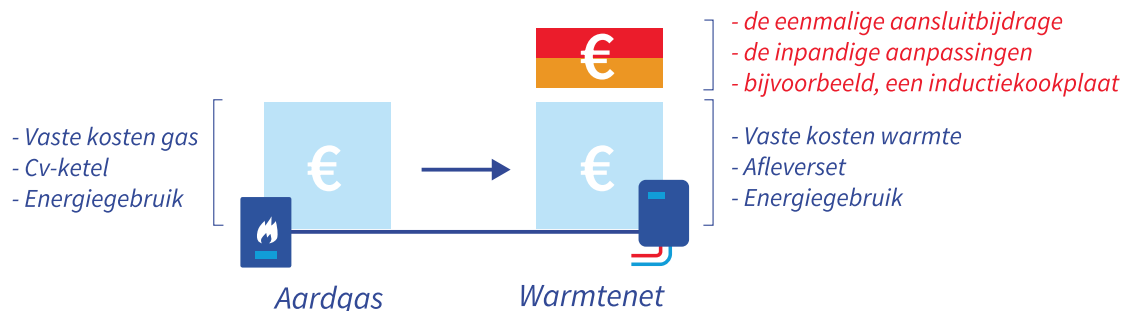 - de eenmalige aansluitbijdrage
- de inpandige aanpassingen
- bijvoorbeeld, een inductiekookplaat
€
- Vaste kosten gas
- Cv-ketel
- Energiegebruik
€
€
- Vaste kosten warmte
- Afleverset
- Energiegebruik
Aardgas
Warmtenet